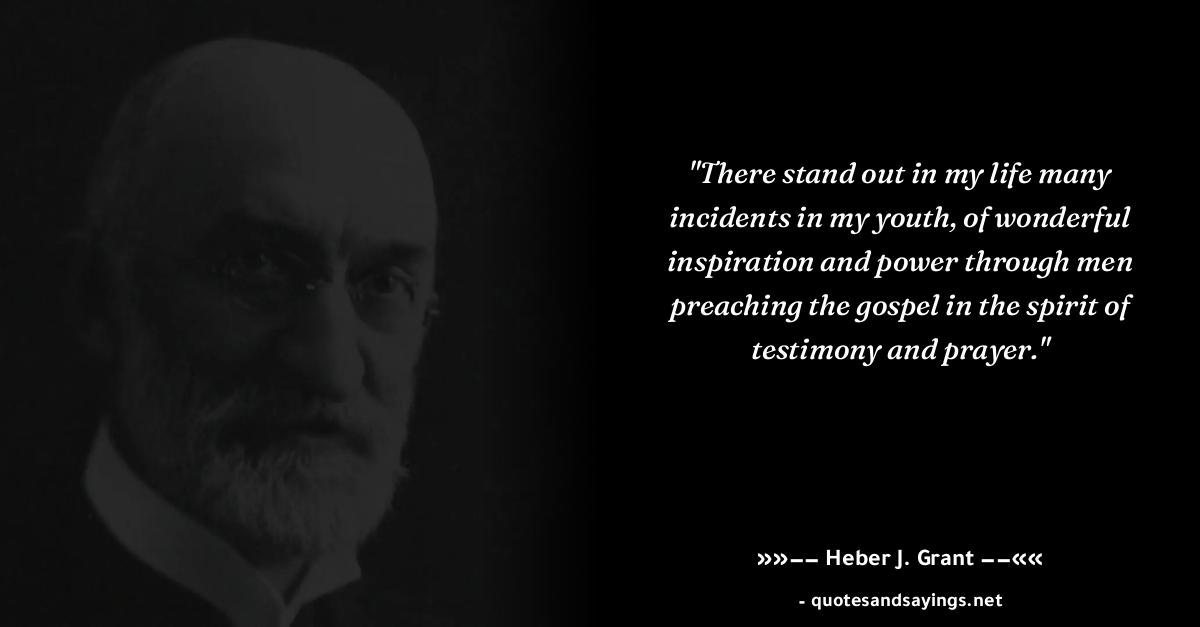 "There stand out in my life many
incidents in my youth, of wonderful
inspiration and power through men
preaching the gospel in the spirit of
testimony and prayer."
»»−− Heber J. Grant −−««
- quotesandsayings.net